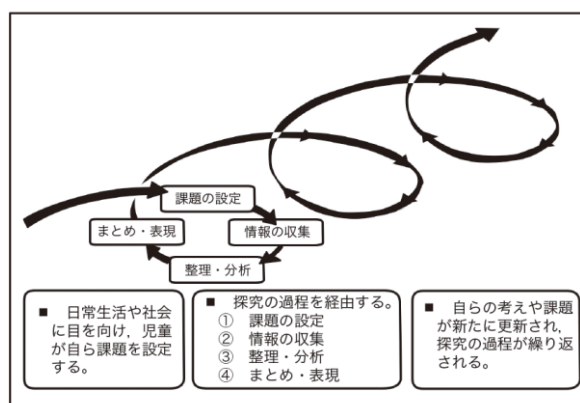 課題の設定
まとめ・表現
情報の収集
整理・分析
■ 日常生活や社会
に目を向け，児童
が自ら課題を設定
する。
■ 探究の過程を経由する。
① 課題の設定
② 情報の収集
③ 整理・分析
④ まとめ・表現
■ 自らの考えや課題
が新たに更新され，
探究の過程が繰り返
される。